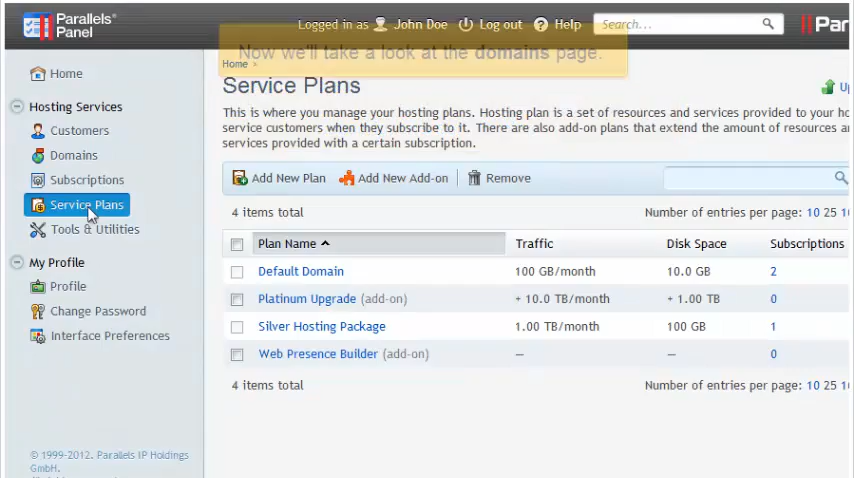 Parallels® Panel
Logged in as John Doe Log out Help Search...
Now we'll take a look at the domains page.
Home >
Service Plans
This is where you manage your hosting plans. Hosting plan is a set of resources and services provided to your
service customers when they subscribe to it. There are also add-on plans that extend the amount of resources
services provided with a certain subscription.
Home
Hosting Services
Customers
Domains
Subscriptions
Service Plans
Tools & Utilities
My Profile
Profile
Change Password
Interface Preferences
Add New Plan Add New Add-on Remove
4 items total Number of entries per page: 10 25
Plan Name Traffic Disk Space Subscriptions
Default Domain 100 GB/month 10.0 GB 2
Platinum Upgrade (add-on) + 10.0 TB/month + 1.00 TB 0
Silver Hosting Package 1.00 TB/month 100 GB 1
Web Presence Builder (add-on) — — 0
4 items total Number of entries per page: 10 25
© 1999-2012. Parallels IP Holdings
GmbH.